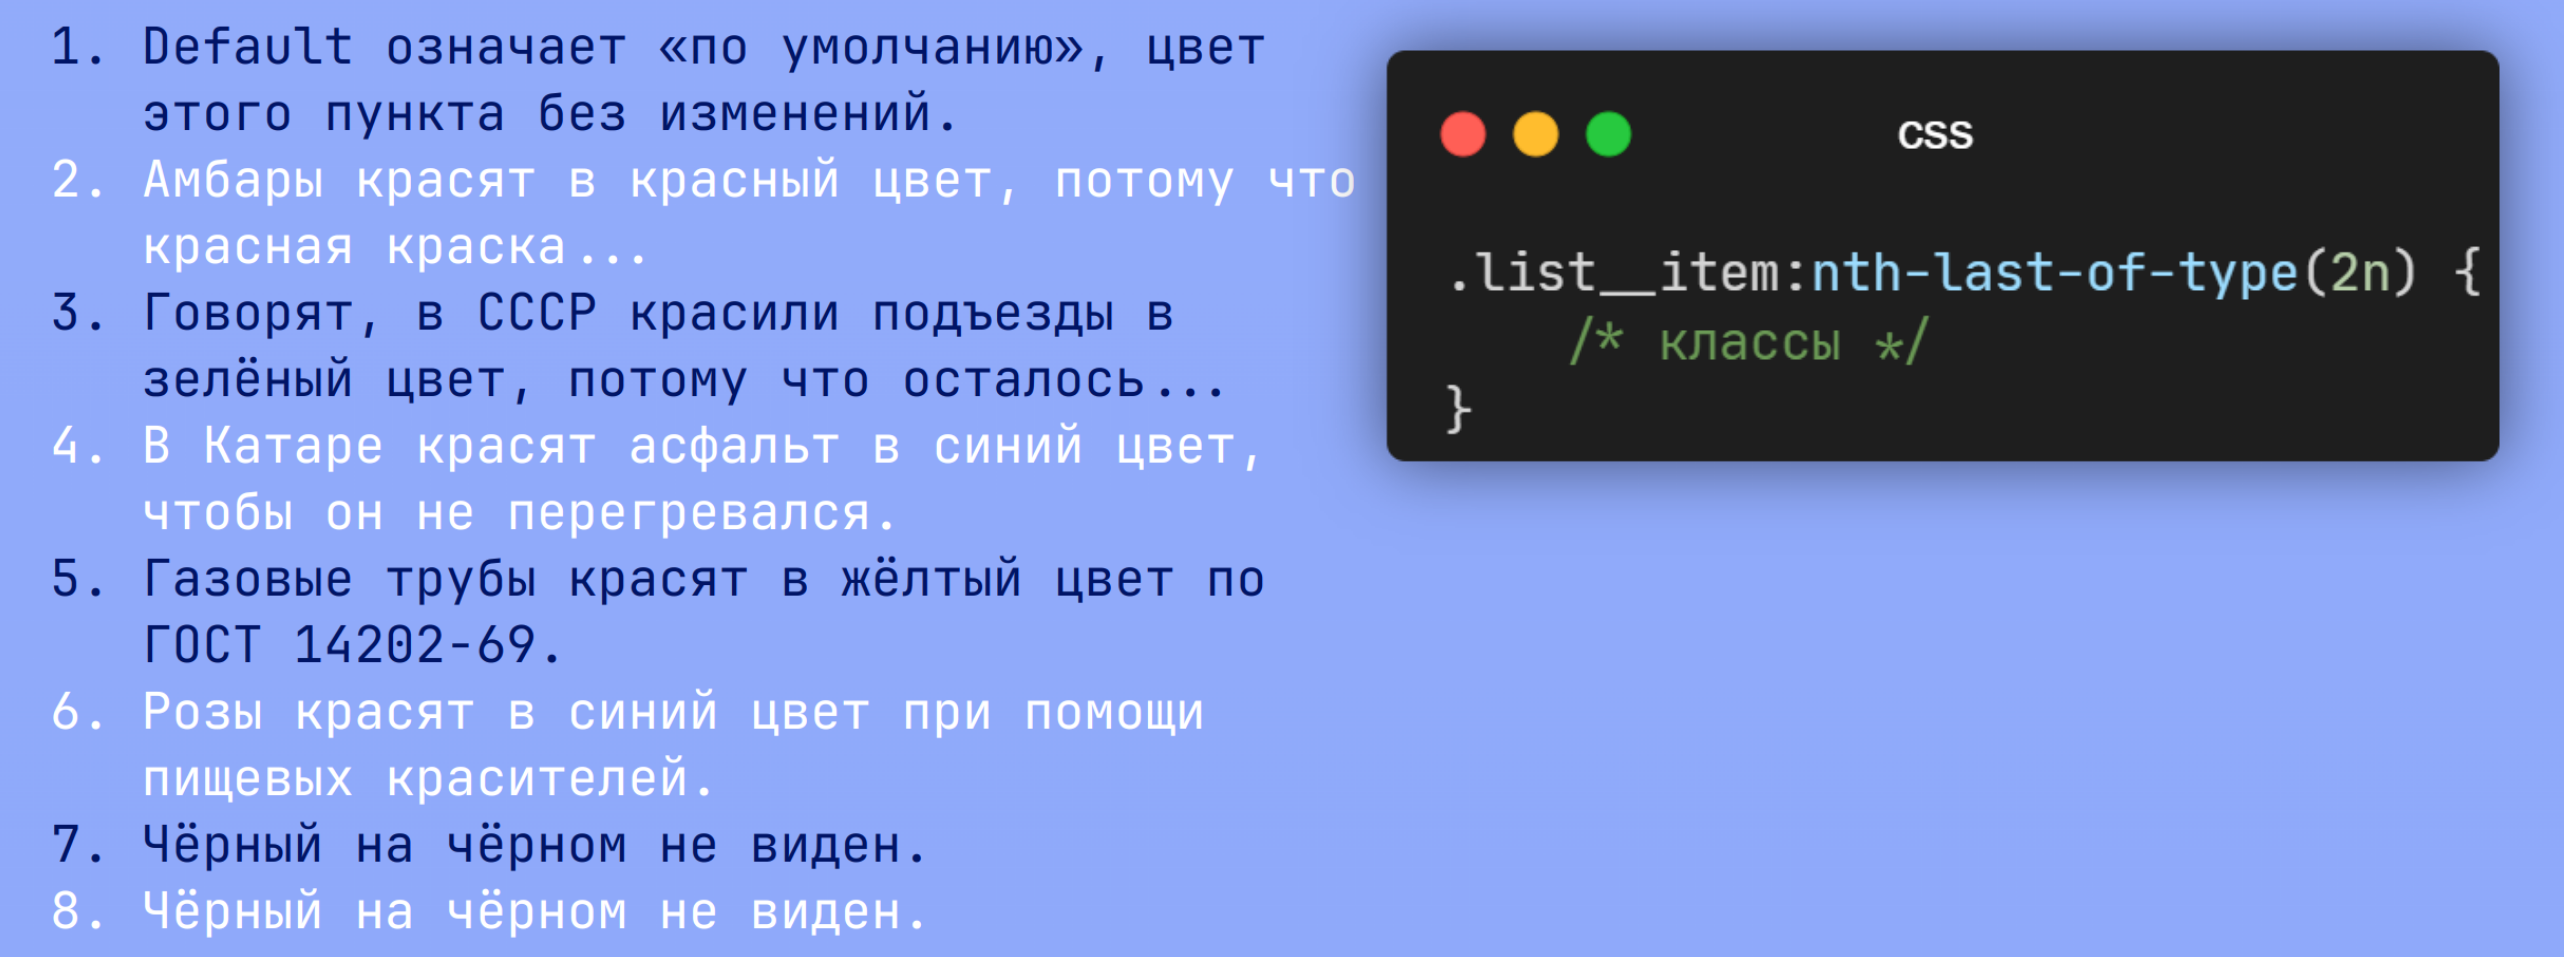 1. Default означает «по умолчанию», цвет
этого пункта без изменений.
2. Амбары красят в красный цвет, потому что
красная краска...
3. Говорят, в СССР красили подъезды в
зелёный цвет, потому что осталось...
4. В Катаре красят асфальт в синий цвет,
чтобы он не перегревался.
5. Газовые трубы красят в жёлтый цвет по
ГОСТ 14202-69.
6. Розы красят в синий цвет при помощи
пищевых красителей.
7. Чёрный на чёрном не виден.
8. Чёрный на чёрном не виден.
CSS
.list__item:nth-last-of-type(2n) {
/* классы */
}